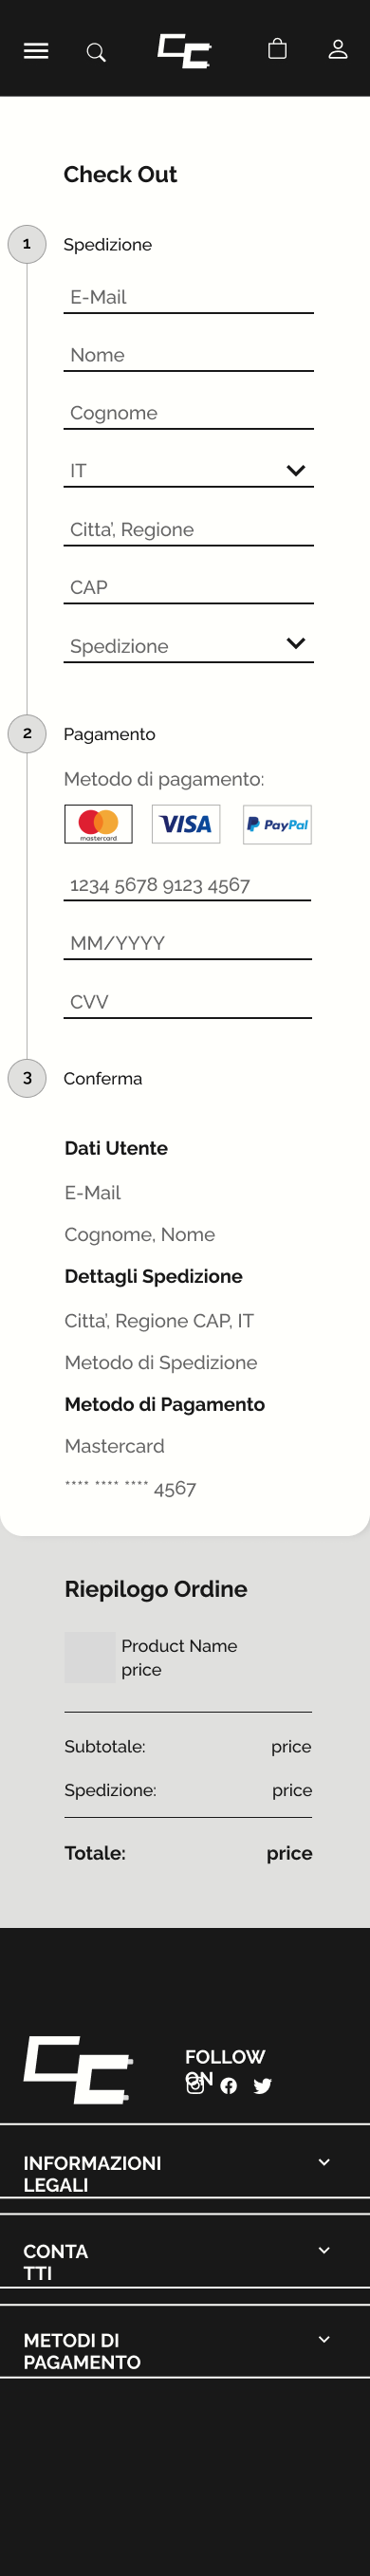 CC
Check Out
1
Spedizione
E-Mail
Nome
Cognome
IT
Citta', Regione
CAP
Spedizione
2
Pagamento
Metodo di pagamento:
mastercard VISA PayPal
1234 5678 9123 4567
MM/YYYY
CVV
3
Conferma
Dati Utente
E-Mail
Cognome, Nome
Dettagli Spedizione
Citta', Regione CAP, IT
Metodo di Spedizione
Metodo di Pagamento
Mastercard
**** **** **** 4567
Riepilogo Ordine
Product Name
price
Subtotale: price
Spedizione: price
Totale: price
CC
FOLLOW
ON
INFORMAZIONI
LEGALI
CONTA
TTI
METODI DI
PAGAMENTO